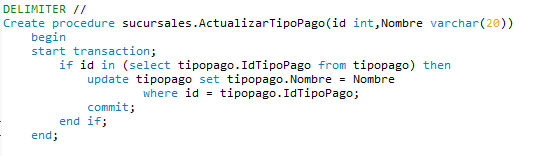 DELIMITER //
Create procedure sucursales.ActualizarTipoPago(id int,Nombre varchar(20))
    begin
    start transaction;
        if id in (select tipopago.IdTipoPago from tipopago) then
            update tipopago set tipopago.Nombre = Nombre
                    where id = tipopago.IdTipoPago;
            commit;
        end if;
    end;